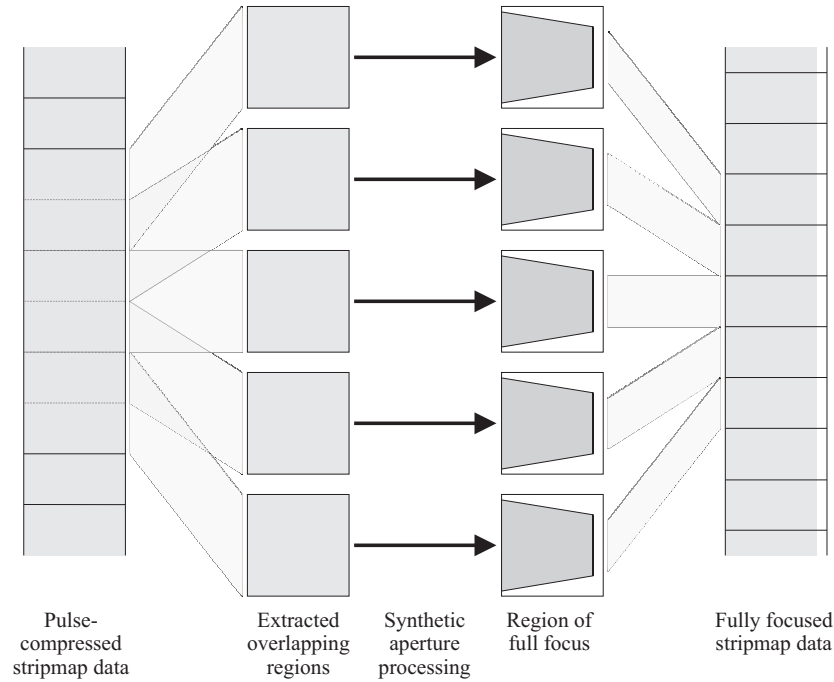 Pulse-
compressed
stripmap data
Extracted
overlapping
regions
Synthetic
aperture
processing
Region of
full focus
Fully focused
stripmap data